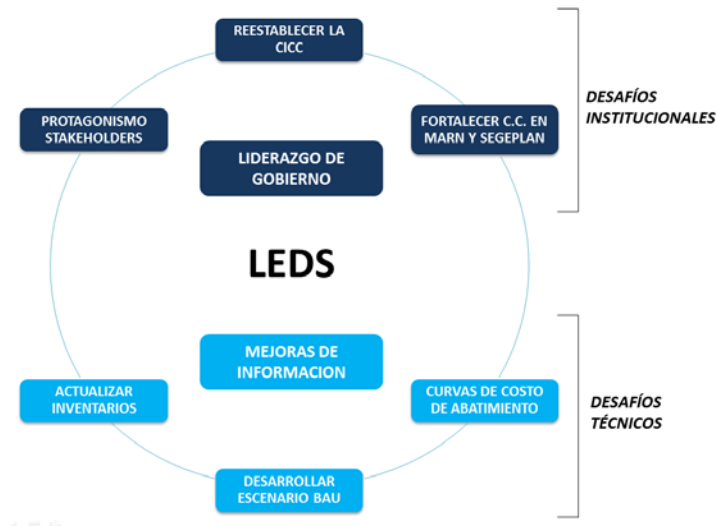 REESTABLECER LA
CICC
DESAFÍOS
INSTITUCIONALES
PROTAGONISMO
STAKEHOLDERS
FORTALECER C.C. EN
MARN Y SEGEPLAN
LIDERAZGO DE
GOBIERNO
LEDS
MEJORAS DE
INFORMACION
ACTUALIZAR
INVENTARIOS
CURVAS DE COSTO
DE ABATIMIENTO
DESAFÍOS
TÉCNICOS
DESARROLLAR
ESCENARIO BAU